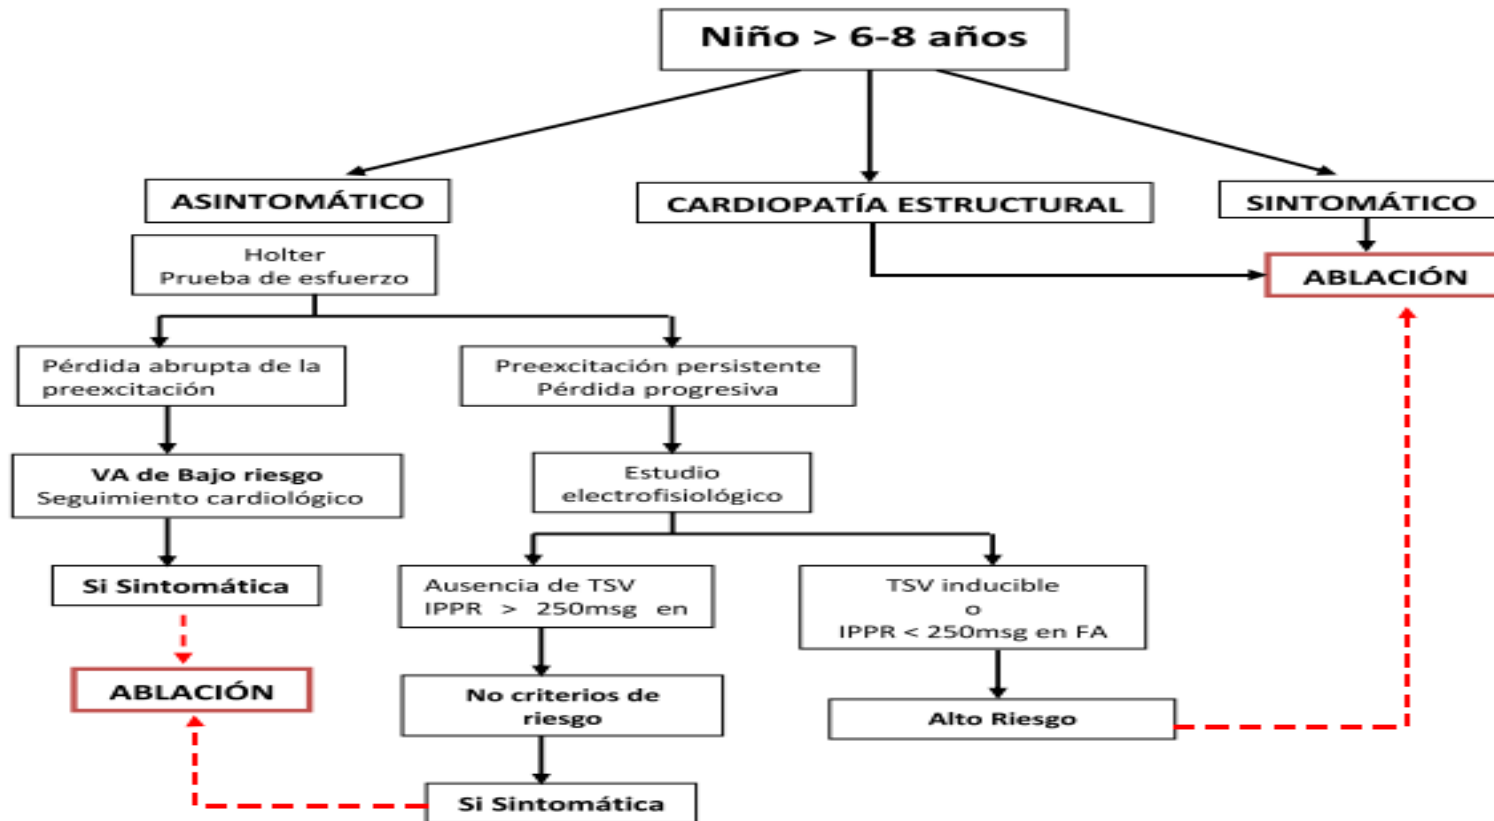 Niño > 6-8 años
ASINTOMÁTICO
CARDIOPATÍA ESTRUCTURAL
SINTOMÁTICO
Holter
Prueba de esfuerzo
ABLACIÓN
Pérdida abrupta de la
preexcitación
Preexcitación persistente
Pérdida progresiva
VA de Bajo riesgo
Seguimiento cardiológico
Estudio
electrofisiológico
Si Sintomática
Ausencia de TSV
IPPR > 250msg en
TSV inducible
o
IPPR < 250msg en FA
ABLACIÓN
No criterios de
riesgo
Alto Riesgo
Si Sintomática